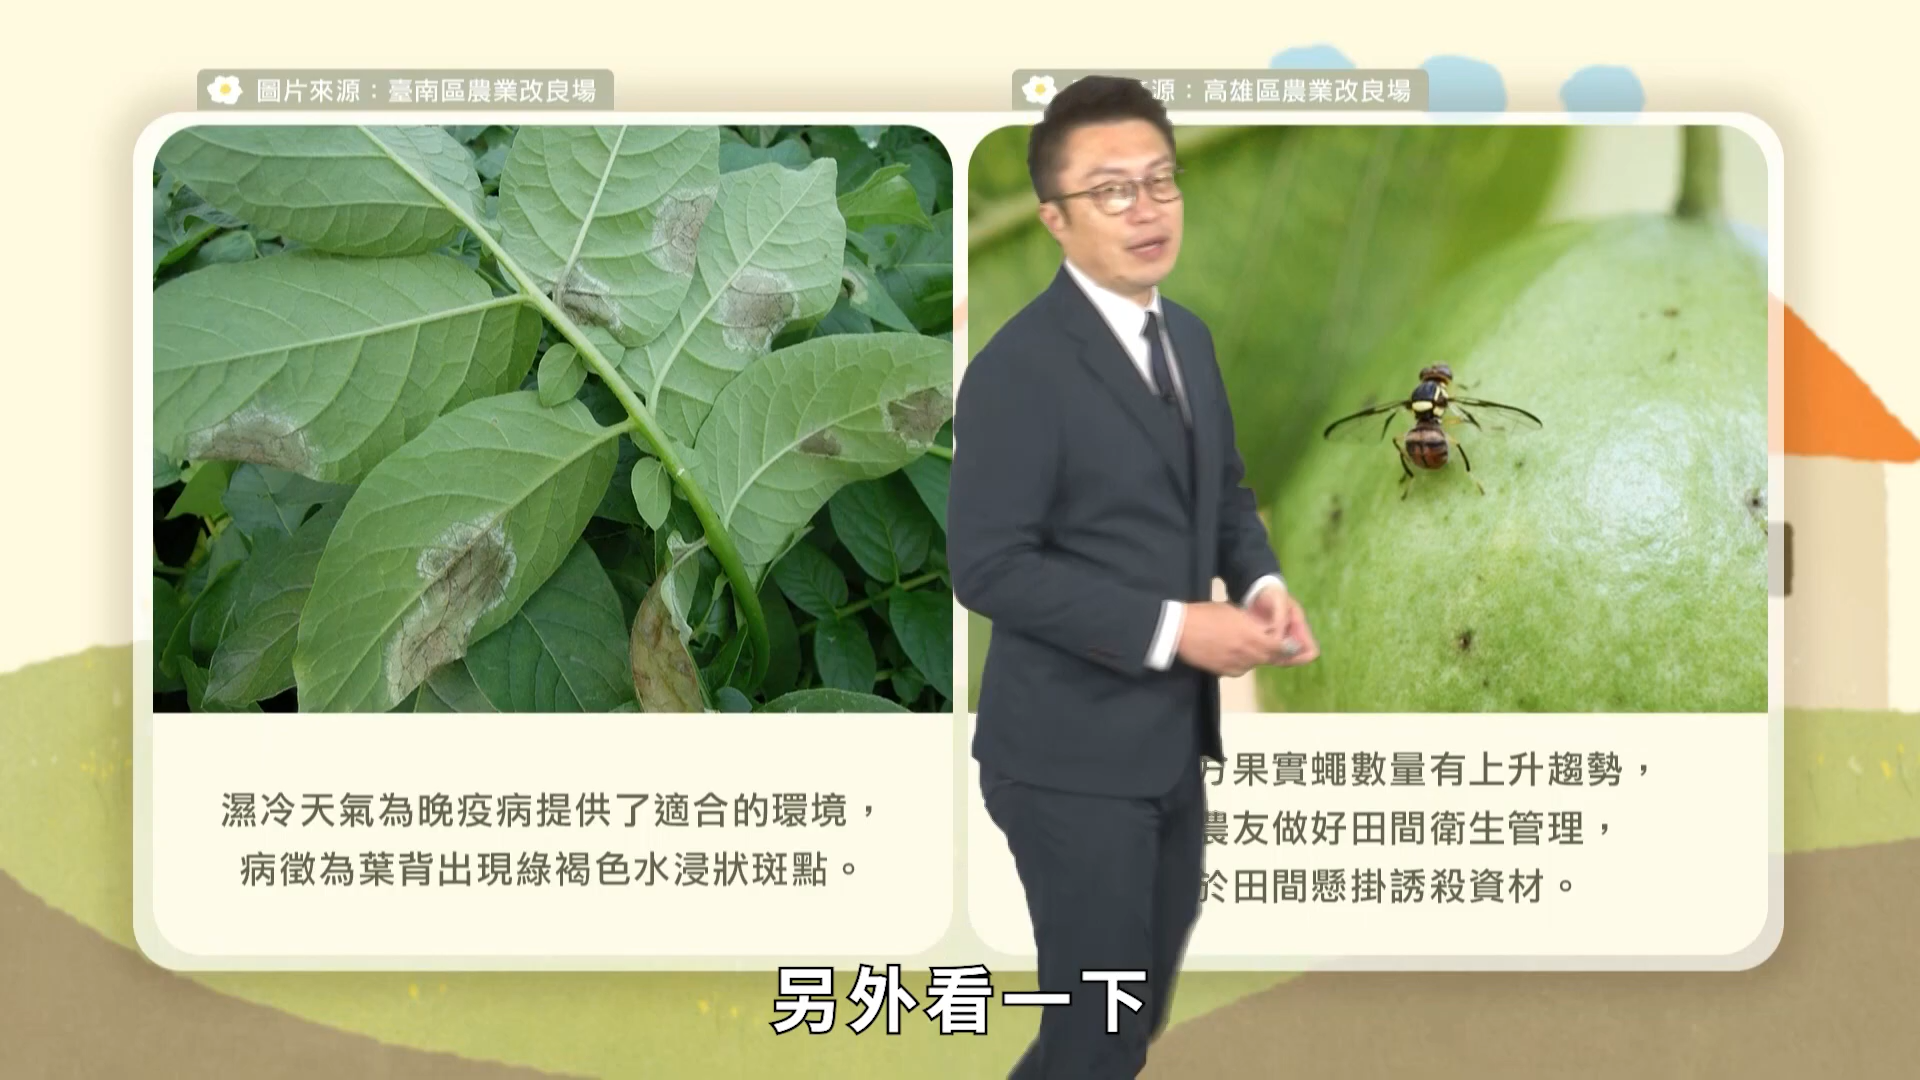 圖片來源：臺南區農業改良場
源：高雄區農業改良場
濕冷天氣為晚疫病提供了適合的環境，
病徵為葉背出現綠褐色水浸狀斑點。
方果實蠅數量有上升趨勢，
農友做好田間衛生管理，
於田間懸掛誘殺資材。
另外看一下